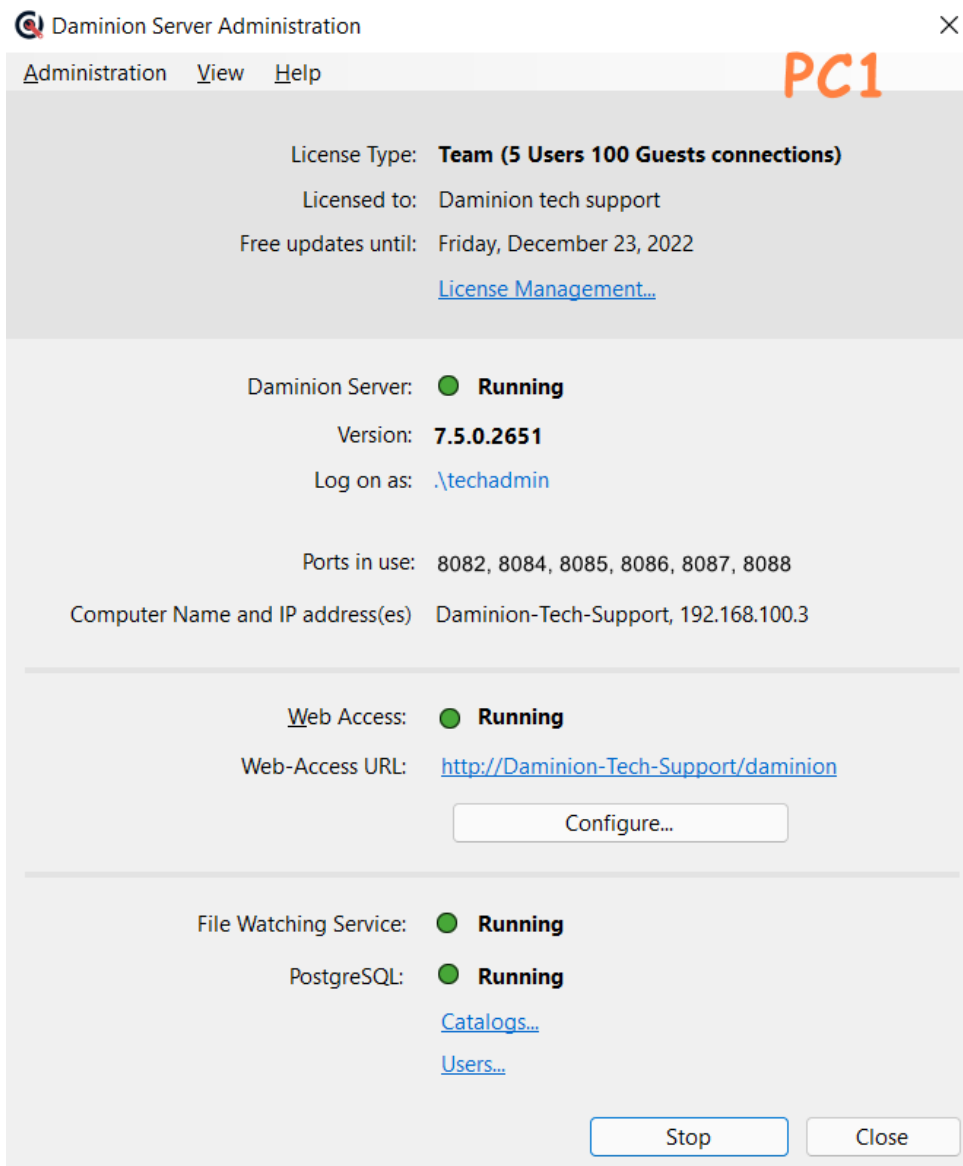 Daminion Server Administration
Administration View Help
PC1
License Type: Team (5 Users 100 Guests connections)
Licensed to: Daminion tech support
Free updates until: Friday, December 23, 2022
License Management...
Daminion Server: Running
Version: 7.5.0.2651
Log on as: .\techadmin
Ports in use: 8082, 8084, 8085, 8086, 8087, 8088
Computer Name and IP address(es) Daminion-Tech-Support, 192.168.100.3
Web Access: Running
Web-Access URL: http://Daminion-Tech-Support/daminion
Configure...
File Watching Service: Running
PostgreSQL: Running
Catalogs...
Users...
Stop Close